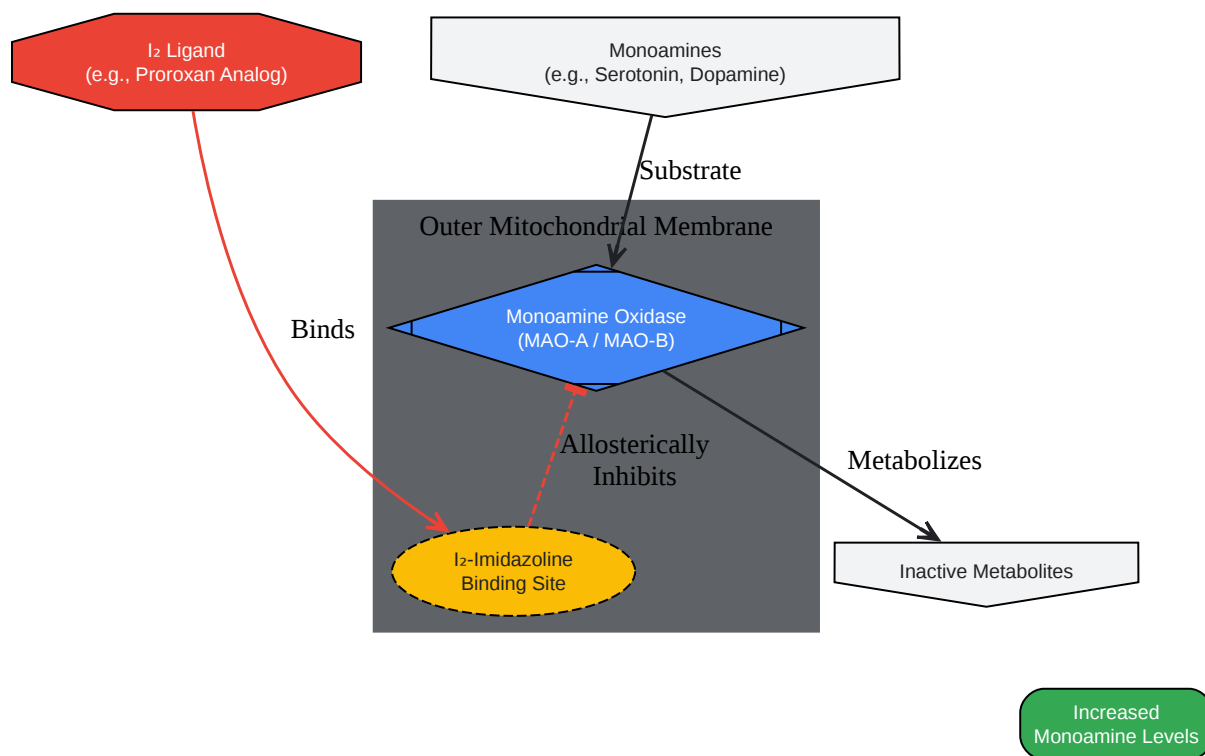 I₂ Ligand
(e.g., Proroxan Analog)
Monoamines
(e.g., Serotonin, Dopamine)
Substrate
Outer Mitochondrial Membrane
Monoamine Oxidase
(MAO-A / MAO-B)
Binds
Allosterically
Inhibits
Metabolizes
I₂-Imidazoline
Binding Site
Inactive Metabolites
Increased
Monoamine Levels